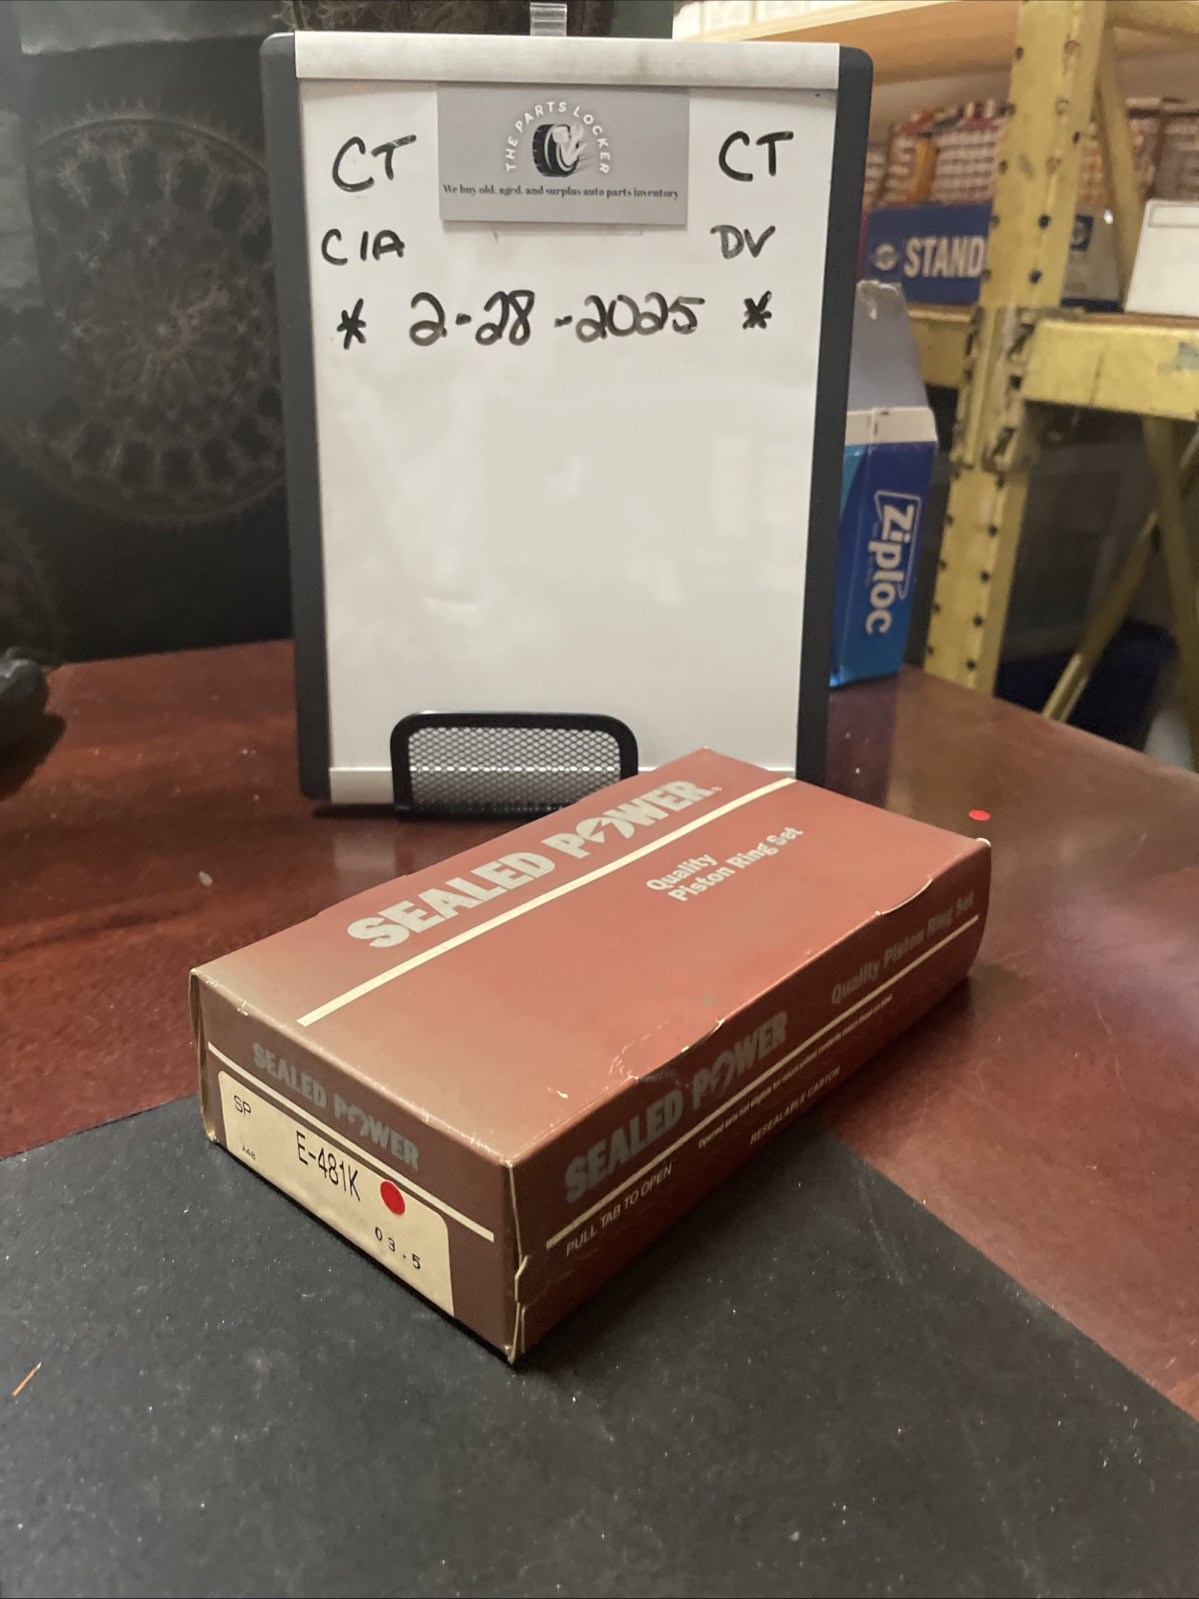 THE PARTS LOCKER
We buy old, aged, and surplus auto parts inventory
CT
CT
CIA
DV
* 2-28-2025 *
STAND
Ziploc
SEALED POWER
Quality
Piston Ring Set
SEALED POWER
SP
E-481K
A48
03.5
SEALED POWER
Quality Piston Ring Set
PULL TAB TO OPEN
RESEALABLE CARTON